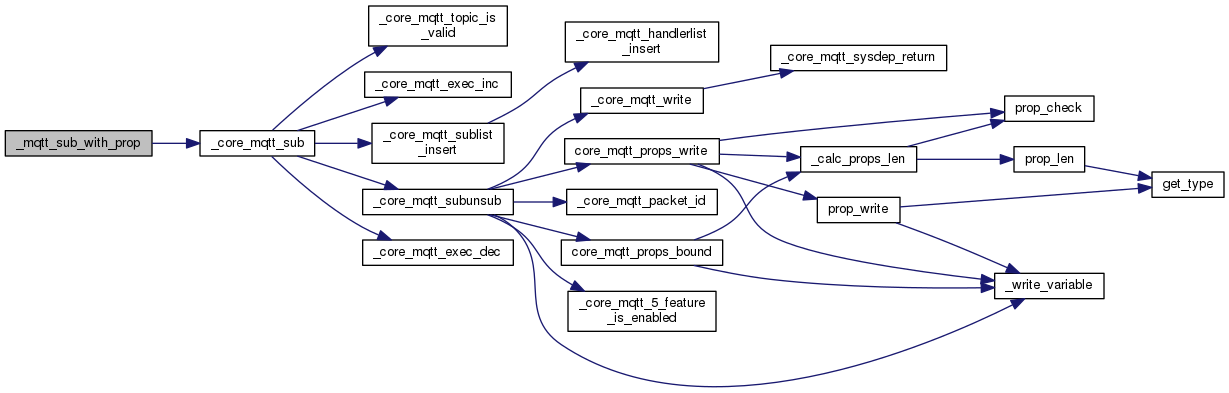 _mqtt_sub_with_prop
_core_mqtt_sub
_core_mqtt_topic_is
_valid
_core_mqtt_exec_inc
_core_mqtt_sublist
_insert
_core_mqtt_subunsub
_core_mqtt_exec_dec
_core_mqtt_handlerlist
_insert
_core_mqtt_write
core_mqtt_props_write
_core_mqtt_packet_id
core_mqtt_props_bound
_core_mqtt_5_feature
_is_enabled
_core_mqtt_sysdep_return
_calc_props_len
prop_write
prop_check
prop_len
_write_variable
get_type